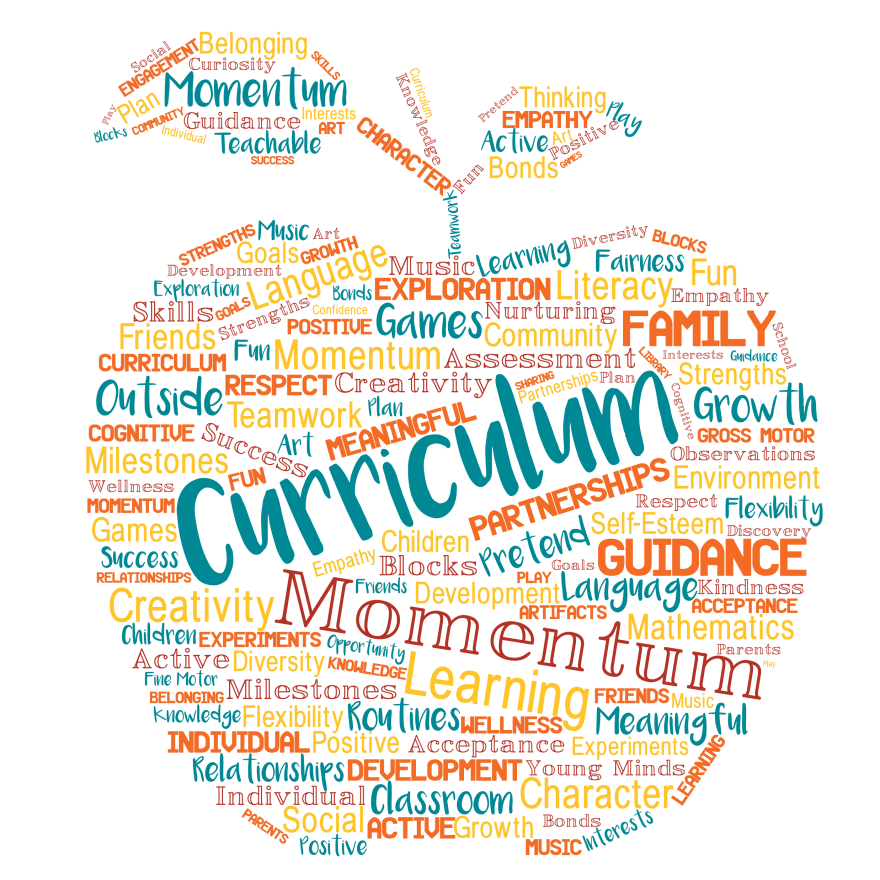 Social
Belonging
SKILLS
ENGAGEMENT
Curiosity
Momentum
Plan
Play
Blocks
COMMUNITY
Individual
Guidance
Interests
ART
Teachable
SUCCESS
CHARACTER
Knowledge
Curriculum
Pretend
Thinking
EMPATHY
Play
Active
Art
Positive
Bonds
GAMES
Fun
Teamwork
STRENGTHS
Music
Art
Goals
GROWTH
Development
Language
Exploration
GOALS
Bonds
Music
Learning
Diversity
BLOCKS
Fairness
Fun
EXPLORATION
Literacy
Empathy
Skills
Strengths
Confidence
Friends
POSITIVE
Games
Nurturing
Community
FAMILY
School
CURRICULUM
Fun
Momentum
Assessment
LIBRARY
Interests
Guidance
Strengths
RESPECT
Creativity
SHARING
Partnerships
Plan
Cognitive
Outside
Teamwork
Plan
MEANINGFUL
Curriculum
Growth
COGNITIVE
Success
Art
GROSS MOTOR
Milestones
FUN
Observations
Wellness
PARTNERSHIPS
Environment
MOMENTUM
Respect
Flexibility
Games
Children
Pretend
Self-Esteem
Discovery
Success
Empathy
Blocks
Goals
GUIDANCE
RELATIONSHIPS
Friends
PLAY
Language
Kindness
Creativity
Momentum
Development
ARTIFACTS
ACCEPTANCE
Children
EXPERIMENTS
Opportunity
Mathematics
Active
Diversity
KNOWLEDGE
Learning
Parents
Play
Fine Motor
BELONGING
Milestones
FRIENDS
Music
Knowledge
Flexibility
Routines
WELLNESS
Meaningful
INDIVIDUAL
Positive
Acceptance
Experiments
LEARNING
Relationships
DEVELOPMENT
Young Minds
Individual
Classroom
Character
PARENTS
Social
ACTIVE
Growth
Bonds
Interests
Positive
MUSIC